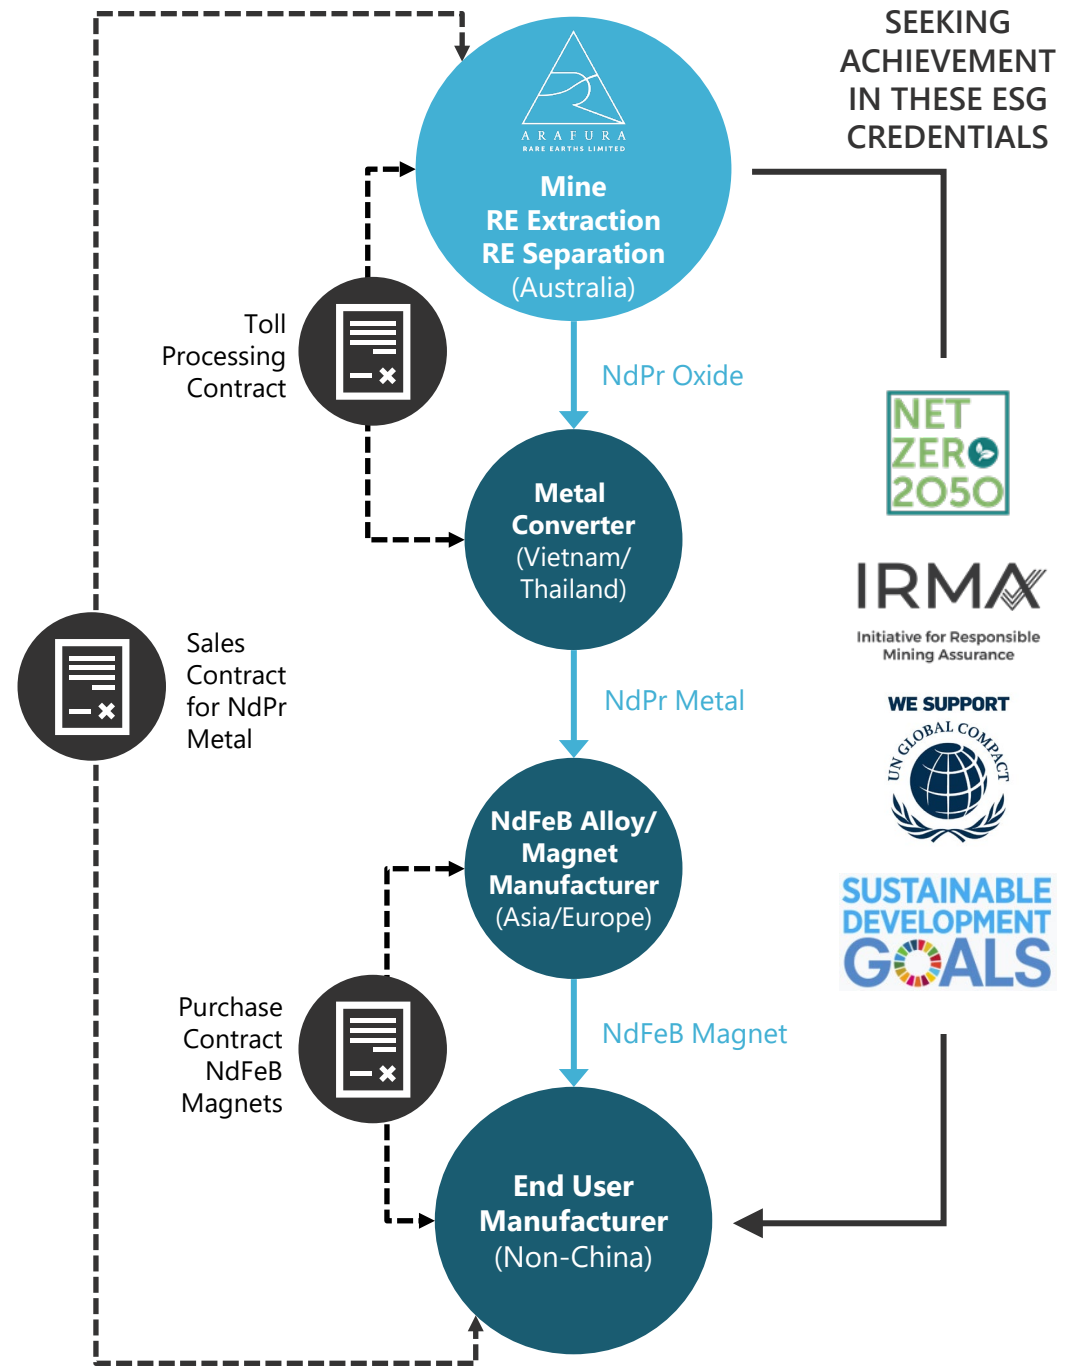 SEEKING
ACHIEVEMENT
IN THESE ESG
CREDENTIALS
ARAFURA
RARE EARTHS LIMITED
Mine
RE Extraction
RE Separation
(Australia)
Toll
Processing
Contract
NdPr Oxide
NET
ZERO
2050
Metal
Converter
(Vietnam/
Thailand)
IRMA
Initiative for Responsible
Mining Assurance
Sales
Contract
for NdPr
Metal
NdPr Metal
WE SUPPORT
UN GLOBAL COMPACT
NdFeB Alloy/
Magnet
Manufacturer
(Asia/Europe)
SUSTAINABLE
DEVELOPMENT
GOALS
Purchase
Contract
NdFeB
Magnets
NdFeB Magnet
End User
Manufacturer
(Non-China)